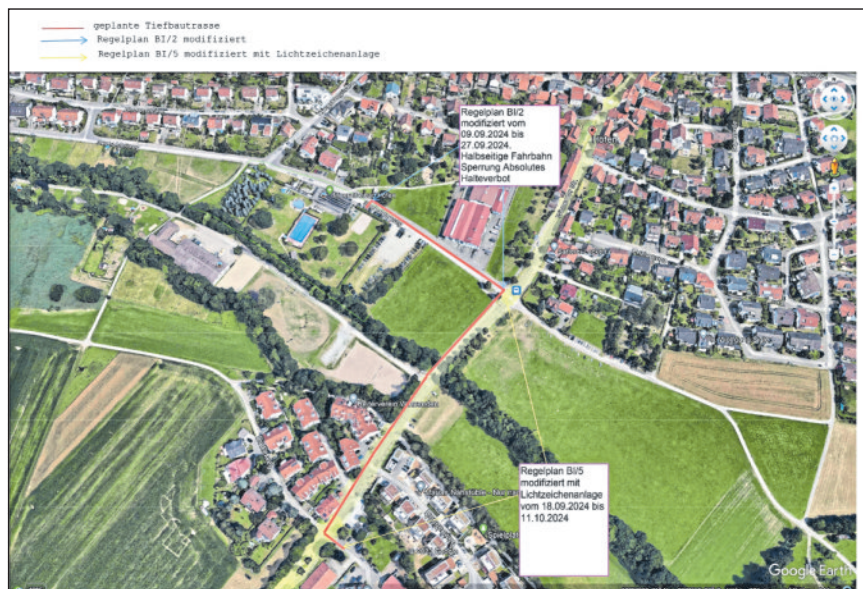 geplante Tiefbautrasse
Regelplan BI/2 modifiziert
Regelplan BI/5 modifiziert mit Lichtzeichenanlage
Regelplan BI/2
modifiziert vom
09.09.2024 bis
27.09.2024.
Halbseitige Fahrbahn
Sperrung Absolutes
Halteverbot
Regelplan BI/5
modifiziert mit
Lichtzeichenanlage
vom 18.09.2024 bis
11.10.2024
Google Earth